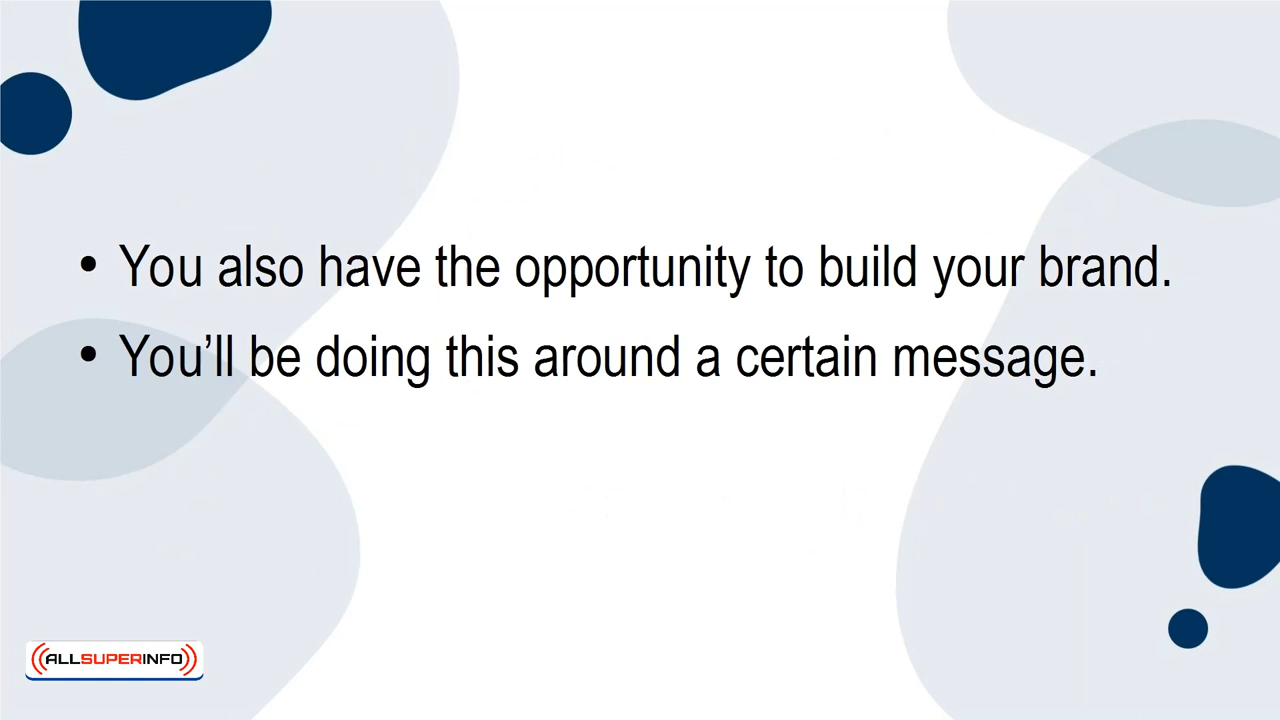 • You also have the opportunity to build your brand.
• You’ll be doing this around a certain message.
ALLSUPERINFO